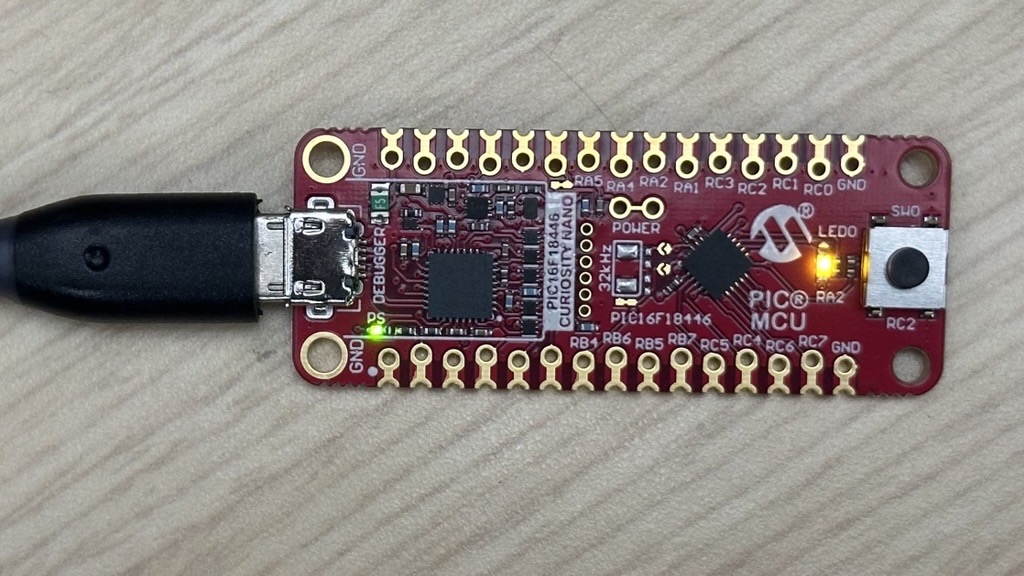 GND
RA5
RA4
RA2
RA1
RC3
RC2
RC1
RC0
GND
POWER
SW0
DEBUGGER
PIC16F18446
CURIOSITY NANO
32kHz
LED0
RA2
PIC®
MCU
PS
PIC16F18446
RC2
GND
RB4
RB6
RB5
RB7
RC5
RC4
RC6
RC7
GND